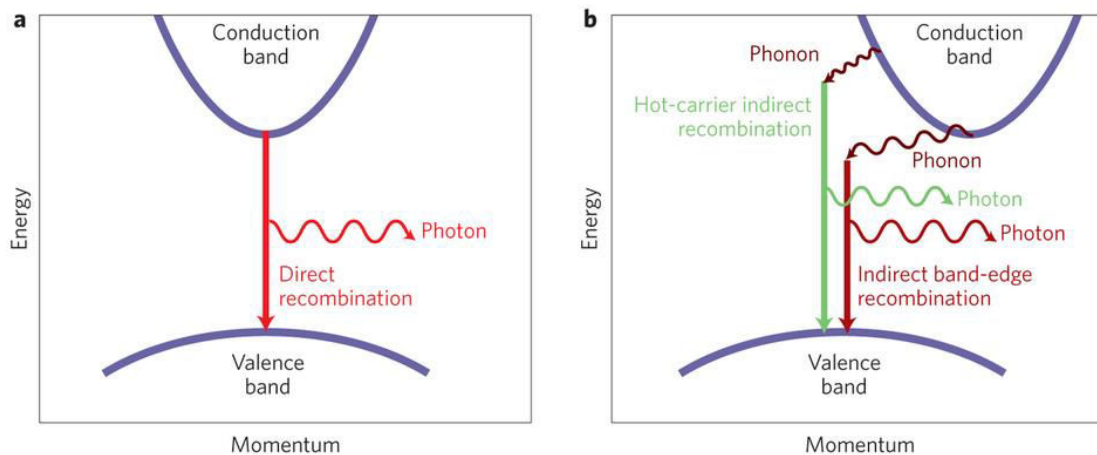 a
Conduction
band
Energy
Photon
Direct
recombination
Valence
band
Momentum
b
Conduction
band
Phonon
Hot-carrier indirect
recombination
Phonon
Energy
Photon
Photon
Indirect band-edge
recombination
Valence
band
Momentum